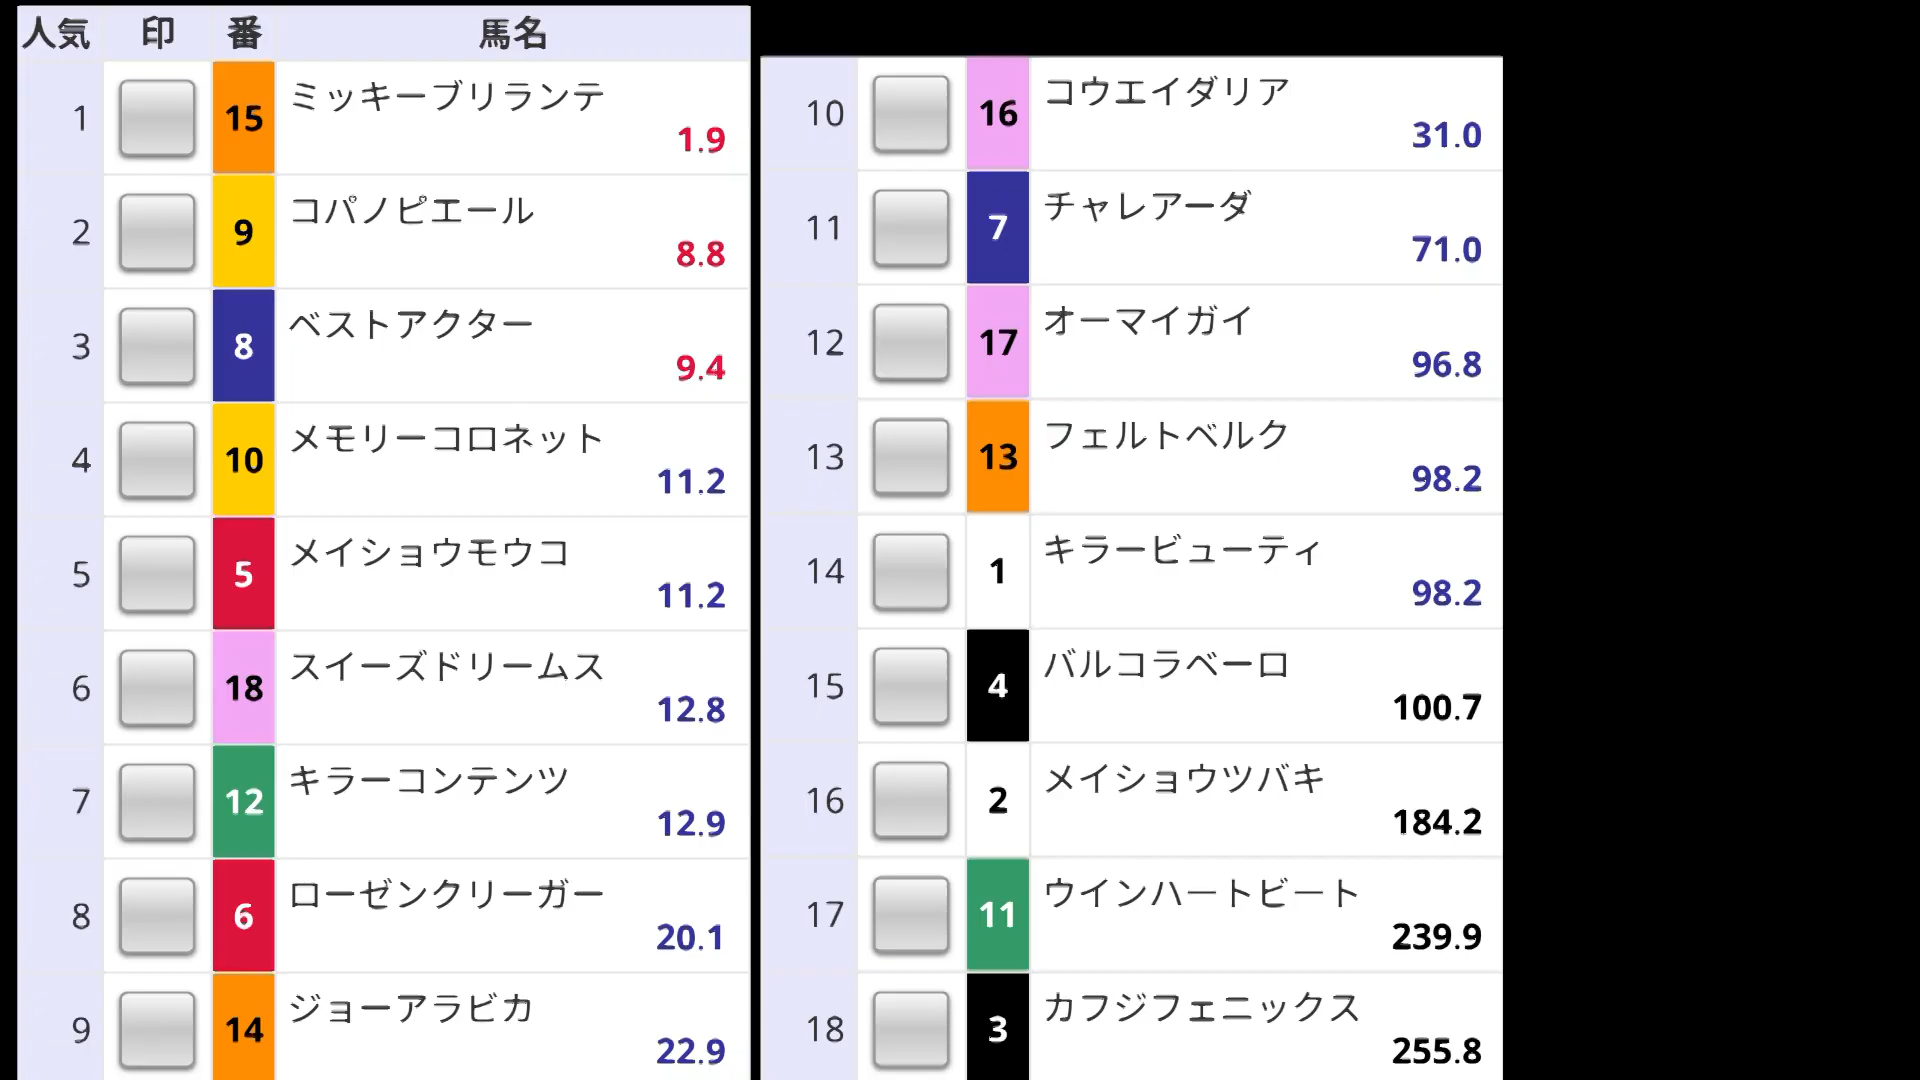 人気 印 番 馬名
1 15 ミッキーブリランテ
1.9
2 9 コパノピエール
8.8
3 8 ベストアクター
9.4
4 10 メモリーコロネット
11.2
5 5 メイショウモウコ
11.2
6 18 スイーズドリームス
12.8
7 12 キラーコンテンツ
12.9
8 6 ローゼンクリーガー
20.1
9 14 ジョーアラビカ
22.9
10 16 コウエイダリア
31.0
11 7 チャレアーダ
71.0
12 17 オーマイガイ
96.8
13 13 フェルトベルク
98.2
14 1 キラービューティ
98.2
15 4 バルコラベーロ
100.7
16 2 メイショウツバキ
184.2
17 11 ウインハートビート
239.9
18 3 カフジフェニックス
255.8